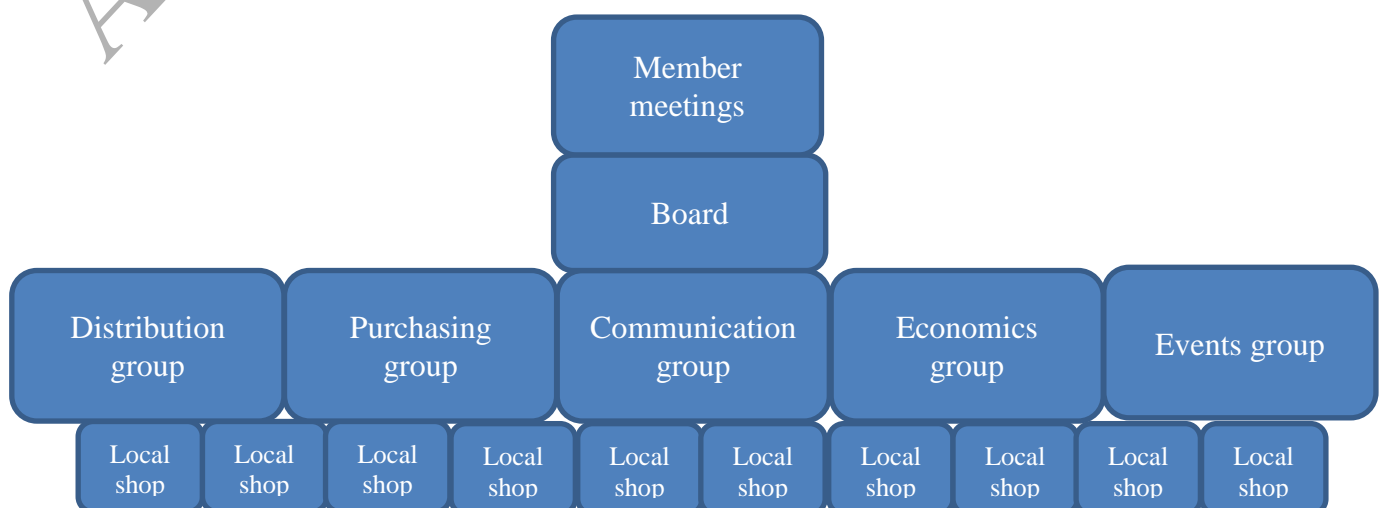 Member
meetings
Board
Distribution
group
Purchasing
group
Communication
group
Economics
group
Events group
Local
shop
Local
shop
Local
shop
Local
shop
Local
shop
Local
shop
Local
shop
Local
shop
Local
shop
Local
shop